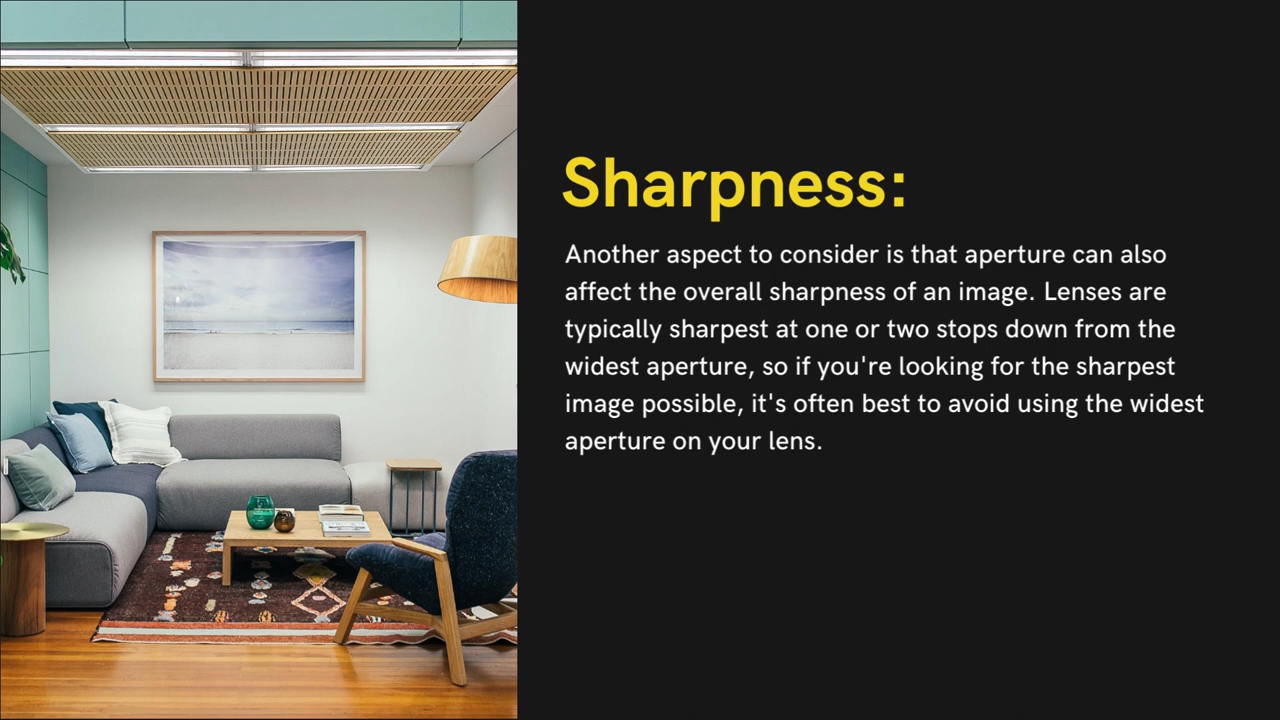 Sharpness:
Another aspect to consider is that aperture can also
affect the overall sharpness of an image. Lenses are
typically sharpest at one or two stops down from the
widest aperture, so if you're looking for the sharpest
image possible, it's often best to avoid using the widest
aperture on your lens.